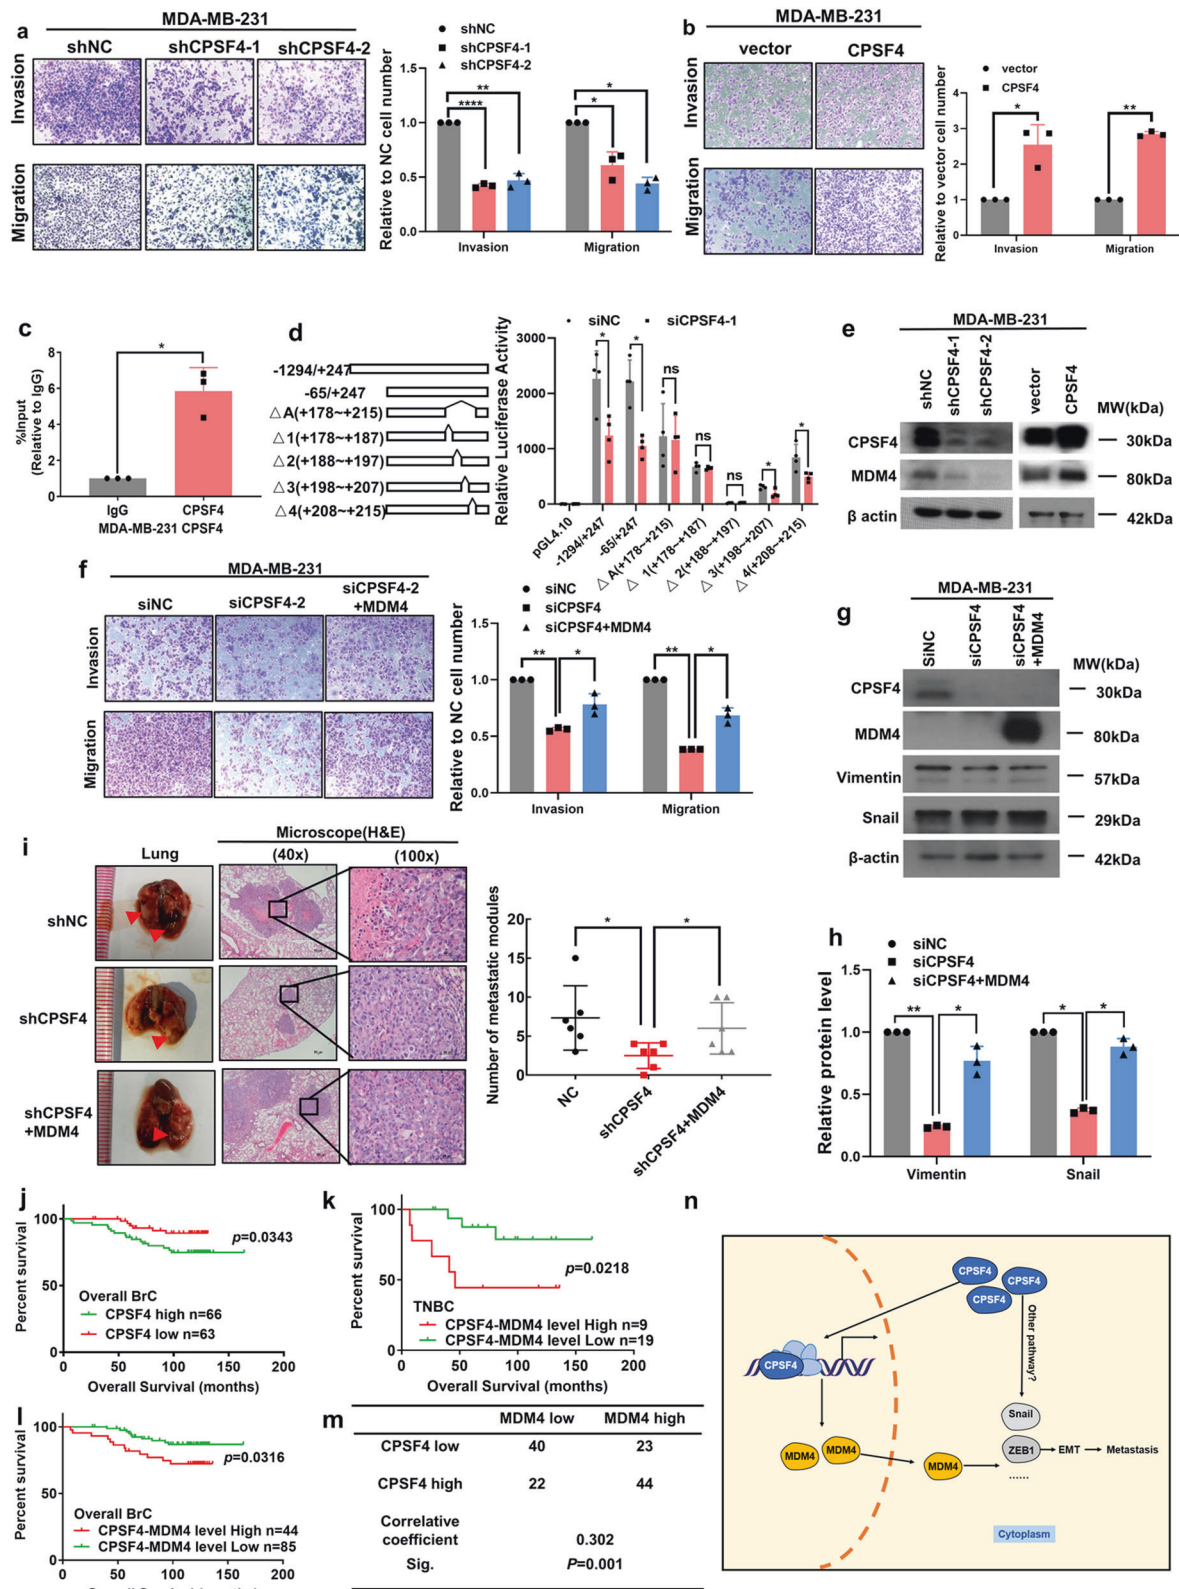 a
MDA-MB-231
shNC shCPSF4-1 shCPSF4-2
Invasion
Migration
shNC
shCPSF4-1
shCPSF4-2
Relative to NC cell number
1.5
1.0
0.5
0.0
** **** * *
Invasion Migration
b
MDA-MB-231
vector CPSF4
Invasion
Migration
vector
CPSF4
Relative to vector cell number
4
3
2
1
0
* **
Invasion Migration
c
%Input
(Relative to IgG)
8
6
4
2
0
*
IgG CPSF4
MDA-MB-231 CPSF4
d
-1294/+247
-65/+247
△A(+178~+215)
△1(+178~+187)
△2(+188~+197)
△3(+198~+207)
△4(+208~+215)
siNC siCPSF4-1
Relative Luciferase Activity
3000
2000
1000
0
* * ns ns ns * *
pGL4.10
-1294/+247
-65/+247
△ A(+178~+215)
△ 1(+178~+187)
△ 2(+188~+197)
△ 3(+198~+207)
△ 4(+208~+215)
e
MDA-MB-231
shNC shCPSF4-1 shCPSF4-2 vector CPSF4
MW(kDa)
CPSF4 30kDa
MDM4 80kDa
β actin 42kDa
f
MDA-MB-231
siNC siCPSF4-2 siCPSF4-2
+MDM4
Invasion
Migration
siNC
siCPSF4
siCPSF4+MDM4
Relative to NC cell number
1.5
1.0
0.5
0.0
** * ** *
Invasion Migration
g
MDA-MB-231
SiNC siCPSF4 siCPSF4
+MDM4
MW(kDa)
CPSF4 30kDa
MDM4 80kDa
Vimentin 57kDa
Snail 29kDa
β-actin 42kDa
i
Microscope(H&E)
Lung (40x) (100x)
shNC
shCPSF4
shCPSF4
+MDM4
Number of metastatic modules
20
15
10
5
0
* *
NC
shCPSF4
shCPSF4+MDM4
h
siNC
siCPSF4
siCPSF4+MDM4
Relative protein level
1.5
1.0
0.5
0.0
** * * *
Vimentin Snail
j
Percent survival
100
50
0
p=0.0343
Overall BrC
CPSF4 high n=66
CPSF4 low n=63
0 50 100 150 200
Overall Survival (months)
k
Percent survival
100
50
0
p=0.0218
TNBC
CPSF4-MDM4 level High n=9
CPSF4-MDM4 level Low n=19
0 50 100 150 200
Overall Survival (months)
l
Percent survival
100
50
0
p=0.0316
Overall BrC
CPSF4-MDM4 level High n=44
CPSF4-MDM4 level Low n=85
0 50 100 150 200
m
MDM4 low MDM4 high
CPSF4 low 40 23
CPSF4 high 22 44
Correlative
coefficient 0.302
Sig. P=0.001
n
CPSF4
CPSF4
CPSF4
Other pathway?
CPSF4
Snail
MDM4 MDM4
MDM4
ZEB1 EMT Metastasis
......
Cytoplasm